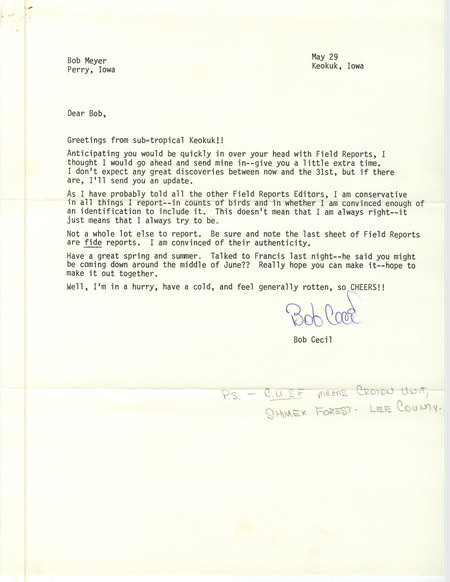 Bob Meyer
Perry, Iowa
May 29
Keokuk, Iowa
Dear Bob,
Greetings from sub-tropical Keokuk!!
Anticipating you would be quickly in over your head with Field Reports, I
thought I would go ahead and send mine in--give you a little extra time.
I don't expect any great discoveries between now and the 31st, but if there
are, I'll send you an update.
As I have probably told all the other Field Reports Editors, I am conservative
in all things I report--in counts of birds and in whether I am convinced enough of
an identification to include it. This doesn't mean that I am always right--it
just means that I always try to be.
Not a whole lot else to report. Be sure and note the last sheet of Field Reports
are fide reports. I am convinced of their authenticity.
Have a great spring and summer. Talked to Francis last night--he said you might
be coming down around the middle of June?? Really hope you can make it--hope to
make it out together.
Well, I'm in a hurry, have a cold, and feel generally rotten, so CHEERS!!
Bob Cecil
Bob Cecil
PS. - C.U.S.F means Croton Unit,
Shimek Forest - Lee County.